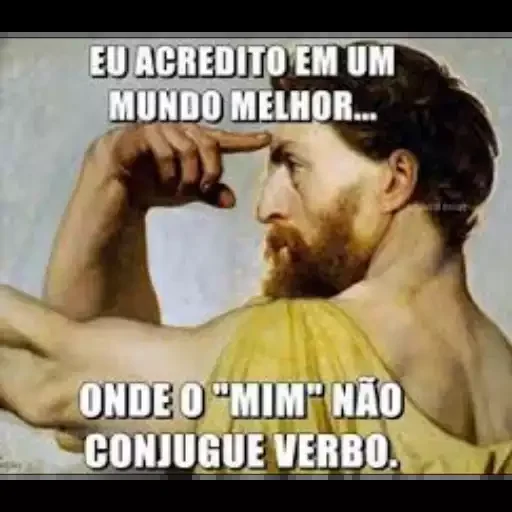 EU ACREDITO EM UM
MUNDO MELHOR...
ONDE O "MIM" NÃO
CONJUGUE VERBO.